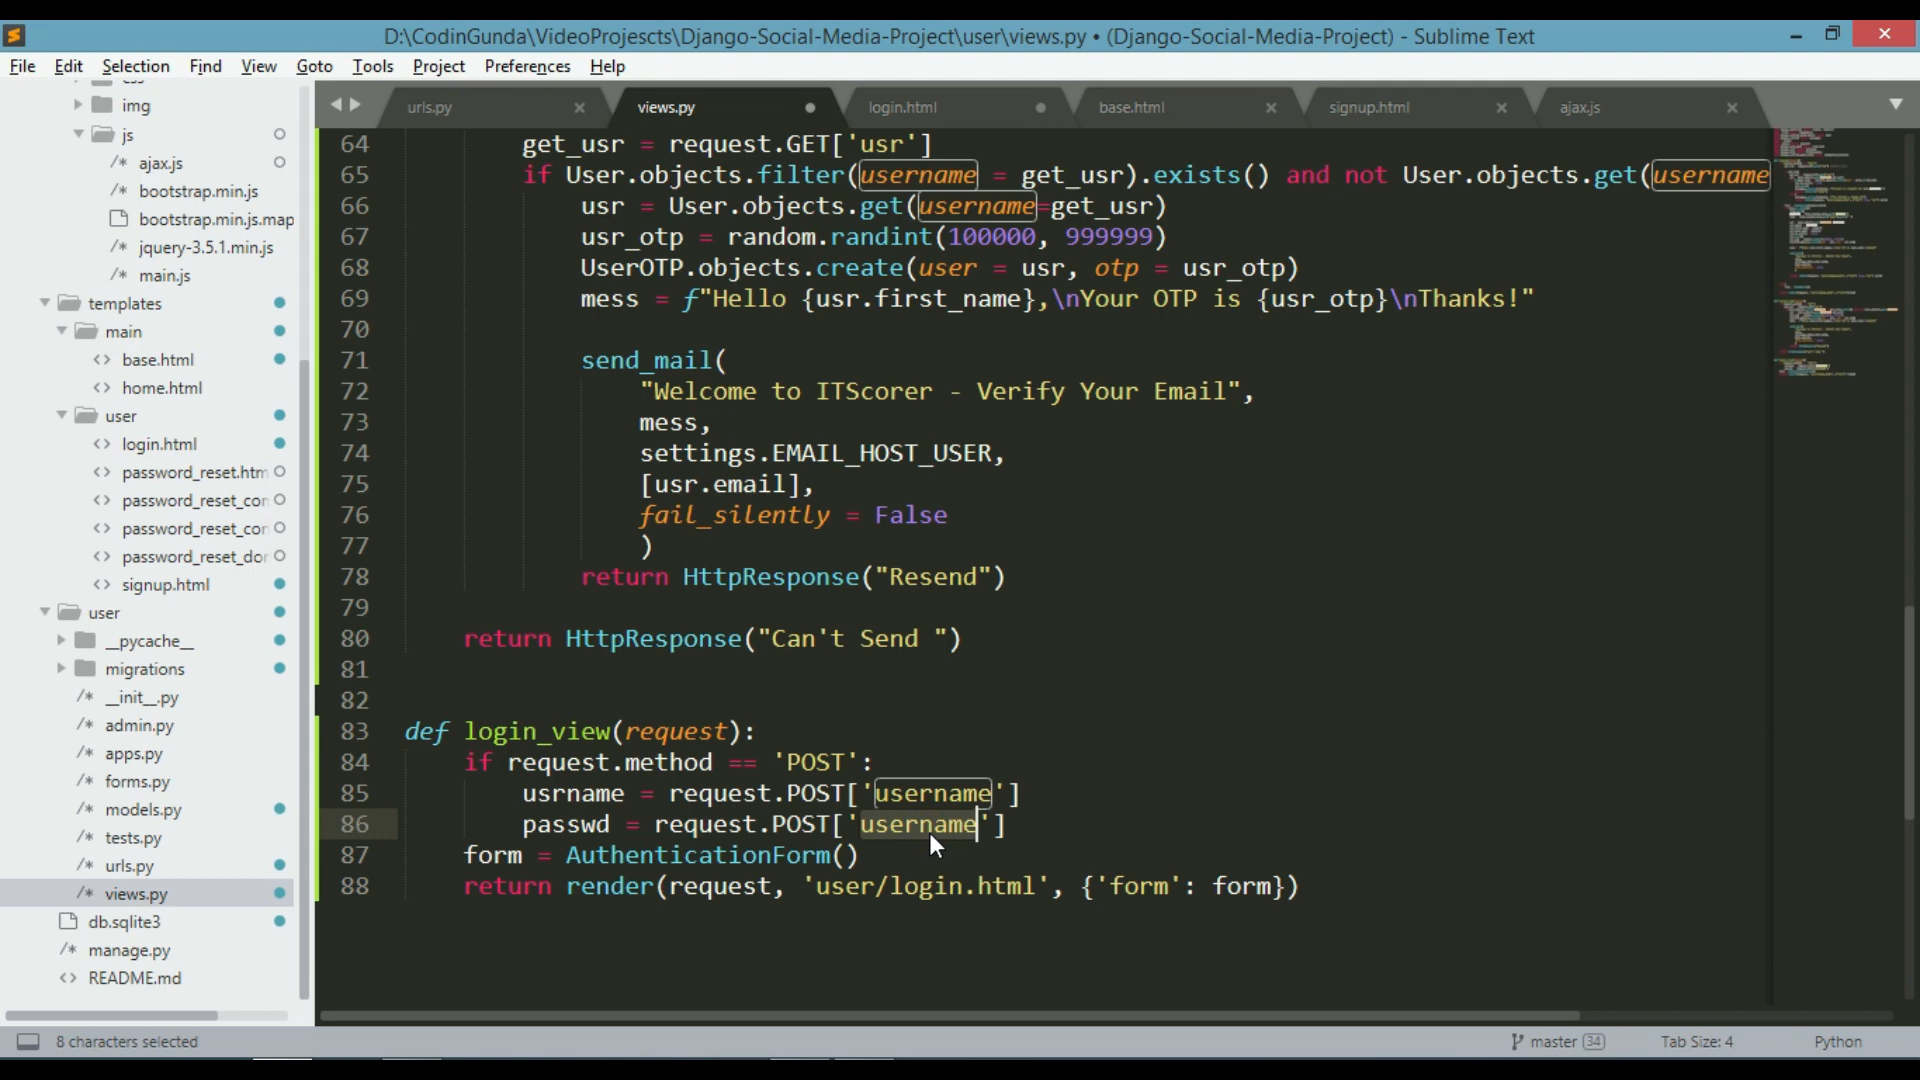 D:\CodinGunda\VideoProjescts\Django-Social-Media-Project\user\views.py • (Django-Social-Media-Project) - Sublime Text
File Edit Selection Find View Goto Tools Project Preferences Help
urls.py views.py login.html base.html signup.html ajax.js
css
img
js
/* ajax.js
/* bootstrap.min.js
bootstrap.min.js.map
/* jquery-3.5.1.min.js
/* main.js
templates
main
<> base.html
<> home.html
user
<> login.html
<> password_reset.htm
<> password_reset_con
<> password_reset_con
<> password_reset_dor
<> signup.html
user
__pycache__
migrations
/* __init__.py
/* admin.py
/* apps.py
/* forms.py
/* models.py
/* tests.py
/* urls.py
/* views.py
db.sqlite3
/* manage.py
<> README.md
64 get_usr = request.GET['usr']
65 if User.objects.filter(username = get_usr).exists() and not User.objects.get(username
66 usr = User.objects.get(username=get_usr)
67 usr_otp = random.randint(100000, 999999)
68 UserOTP.objects.create(user = usr, otp = usr_otp)
69 mess = f"Hello {usr.first_name},\nYour OTP is {usr_otp}\nThanks!"
70
71 send_mail(
72 "Welcome to ITScorer - Verify Your Email",
73 mess,
74 settings.EMAIL_HOST_USER,
75 [usr.email],
76 fail_silently = False
77 )
78 return HttpResponse("Resend")
79
80 return HttpResponse("Can't Send ")
81
82
83 def login_view(request):
84 if request.method == 'POST':
85 usrname = request.POST['username']
86 passwd = request.POST['username']
87 form = AuthenticationForm()
88 return render(request, 'user/login.html', {'form': form})
8 characters selected master 34 Tab Size: 4 Python